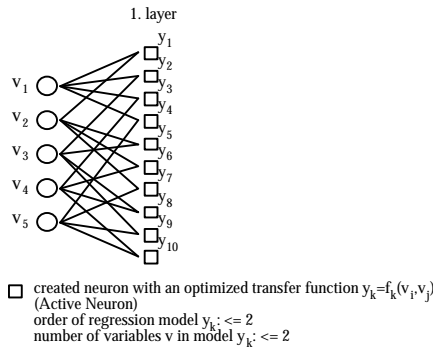 1. layer
y1
y2
v1
y3
y4
v2
y5
v3
y6
y7
v4
y8
v5
y9
y10
created neuron with an optimized transfer function yk=fk(vi,vj)
(Active Neuron)
order of regression model yk: <= 2
number of variables v in model yk: <= 2